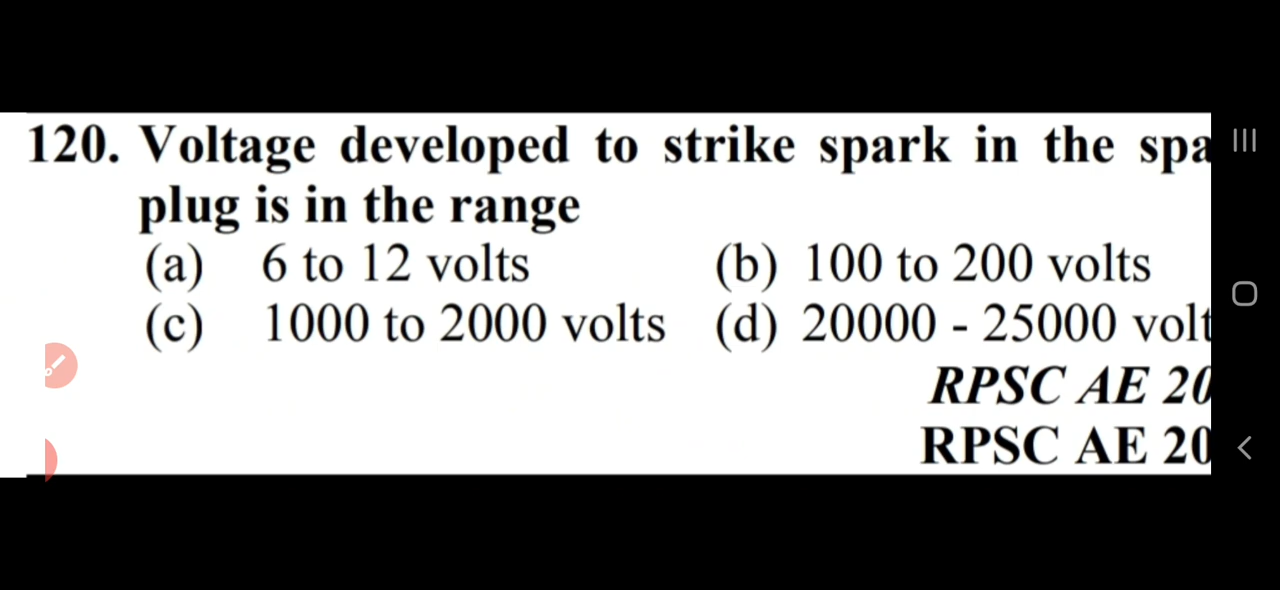 120. Voltage developed to strike spark in the spa
plug is in the range
(a) 6 to 12 volts (b) 100 to 200 volts
(c) 1000 to 2000 volts (d) 20000 - 25000 volt
RPSC AE 20
RPSC AE 20